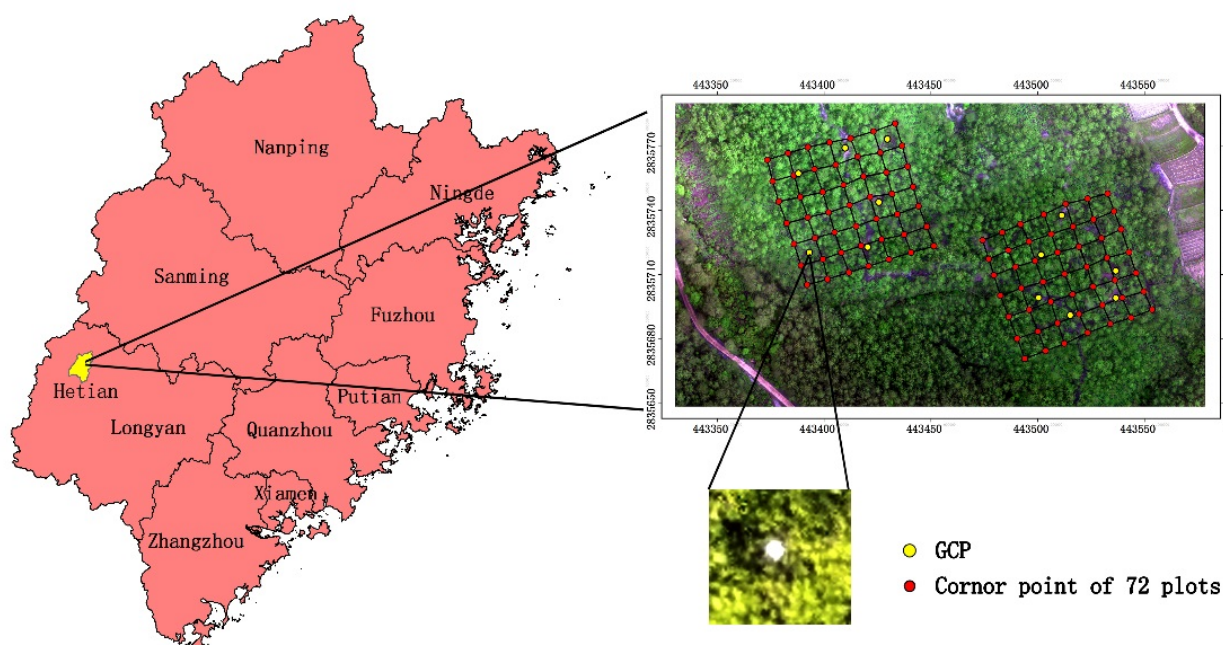 Nanping
Ningde
Sanming
Fuzhou
Hetian
Putian
Longyan
Quanzhou
Xiamen
Zhangzhou
443350 443400 443450 443500 443550
2835770
2835740
2835710
2835680
2835650
443350 443400 443450 443500 443550
GCP
Cornor point of 72 plots